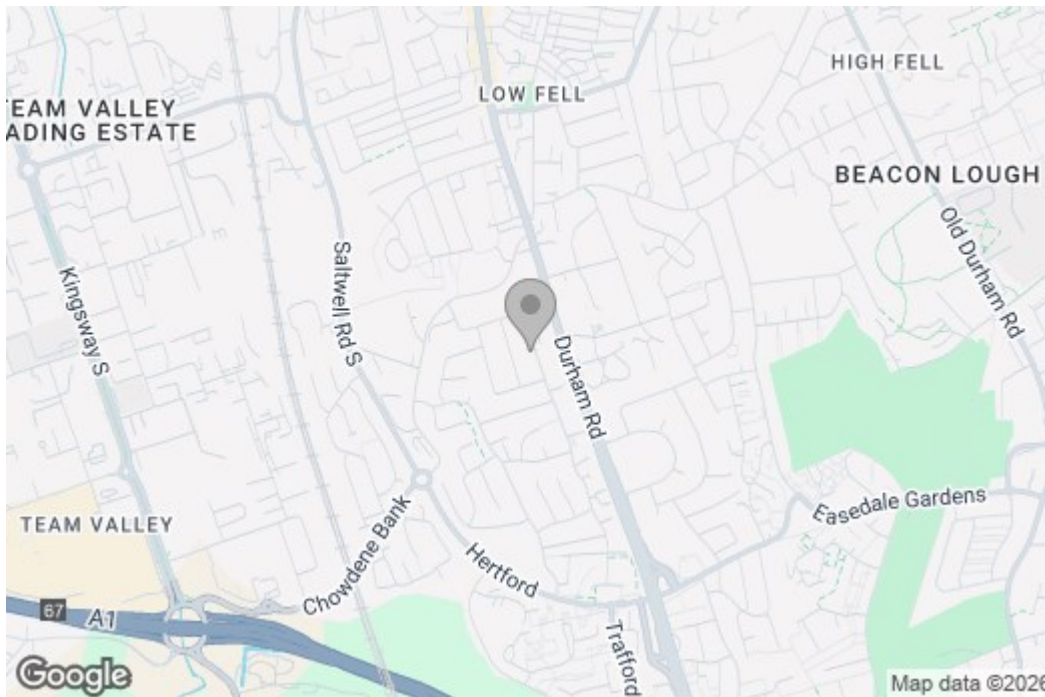 HIGH FELL
LOW FELL
TEAM VALLEY
ADING ESTATE
BEACON LOUGH
Old Durham Rd
Saltwell Rd S
Kingsway S
Durham Rd
Easedale Gardens
TEAM VALLEY
Chowdene Bank
Hertford
67
A1
Trafford
Google
Map data ©2026